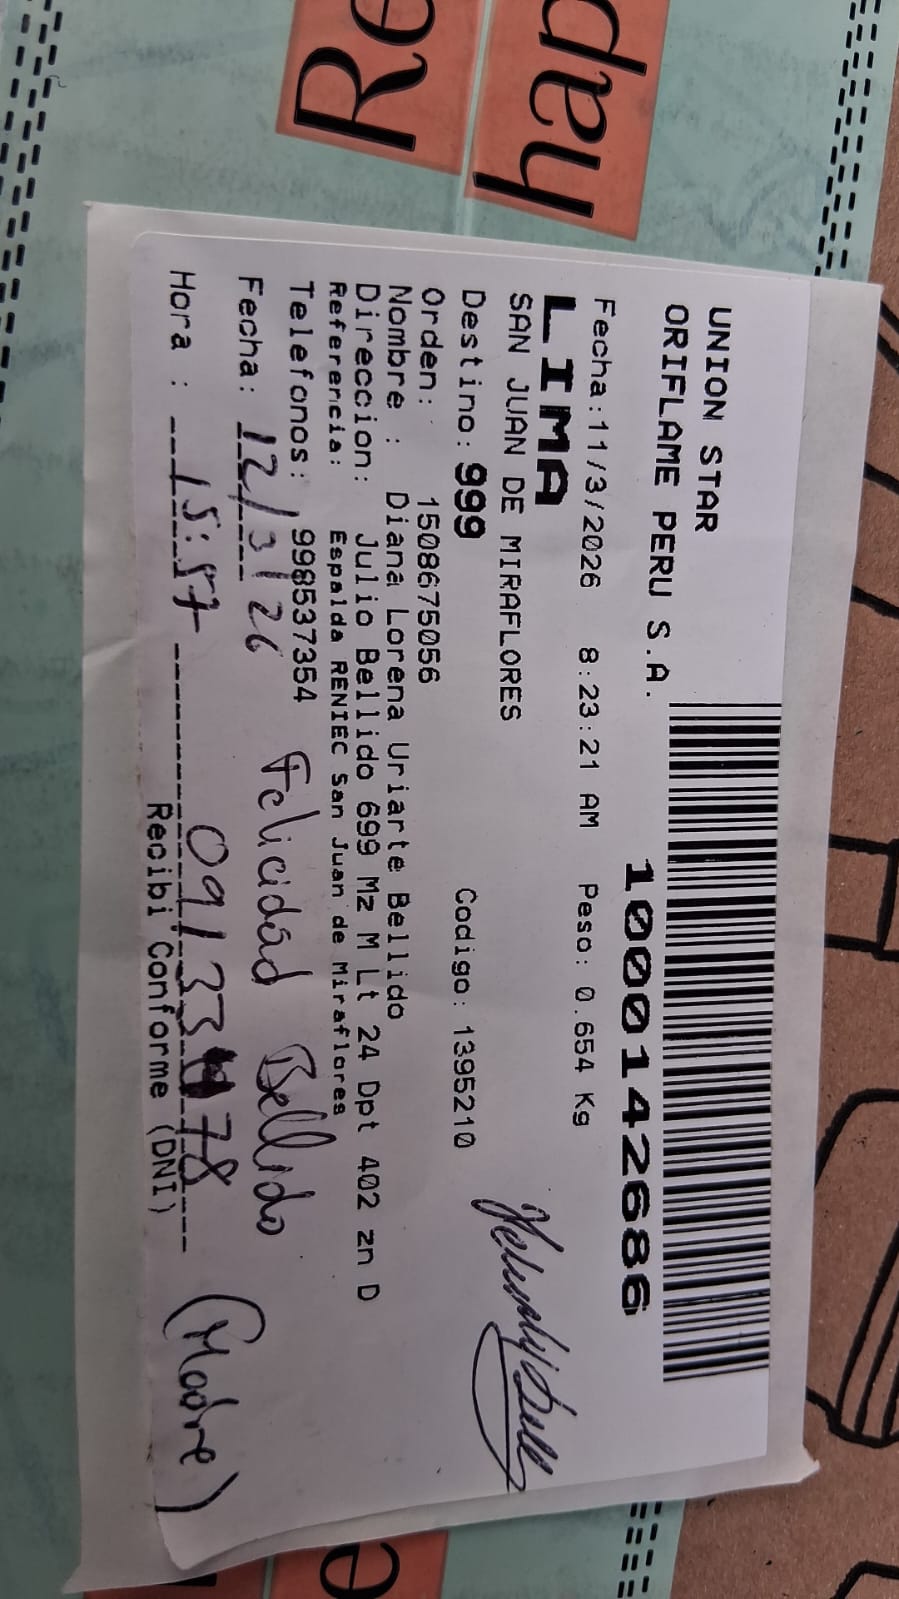 Re
hap
UNION STAR
ORIFLAME PERU S.A.
10001142686
Fecha:11/3/2026 8:23:21 AM Peso: 0.654 Kg
LIMA
SAN JUAN DE MIRAFLORES
Destino: 999 Codigo: 1395210
Orden: 1508675056
Nombre : Diana Lorena Uriarte Bellido
Direccion: Julio Bellido 699 Mz M Lt 24 Dpt 402 zn D
Referencia: Espalda RENIEC San Juan de Miraflores
Telefonos: 998537354
Fecha: 12/3/26 Felicidad Bellido
Hora : 15:57 (Madre)
Recibi Conforme (DNI)
e